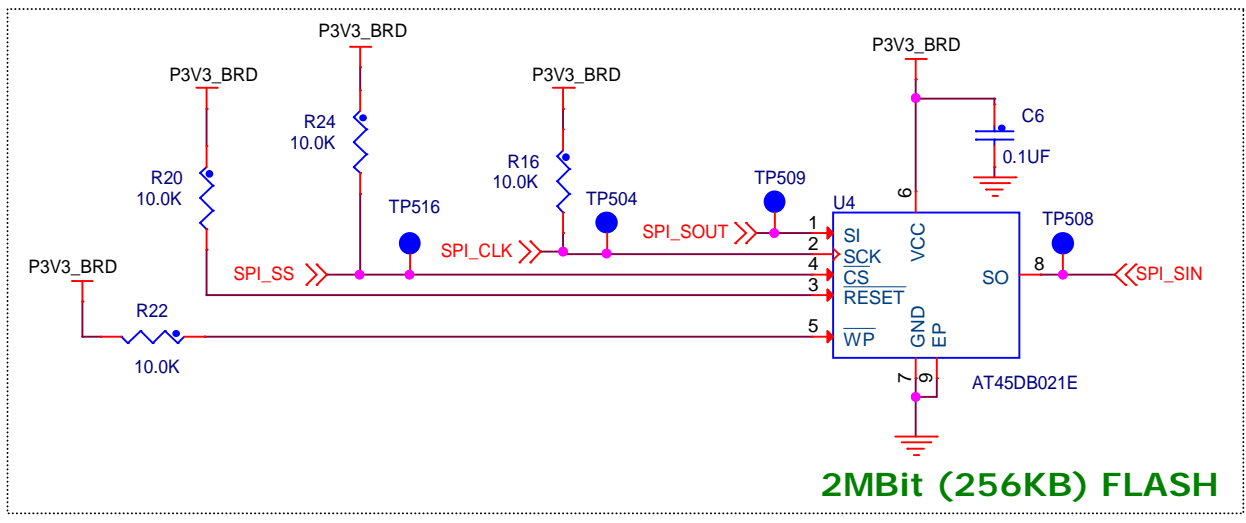 P3V3_BRD
P3V3_BRD
P3V3_BRD
P3V3_BRD
R24
10.0K
C6
0.1UF
R16
10.0K
R20
10.0K
TP509
TP516
TP504
U4
6
TP508
SPI_SOUT
1
SI
VCC
SPI_CLK
2
SCK
P3V3_BRD
SPI_SS
4
CS
SO
8
SPI_SIN
3
RESET
R22
10.0K
5
WP
GND
EP
7
9
AT45DB021E
2MBit (256KB) FLASH